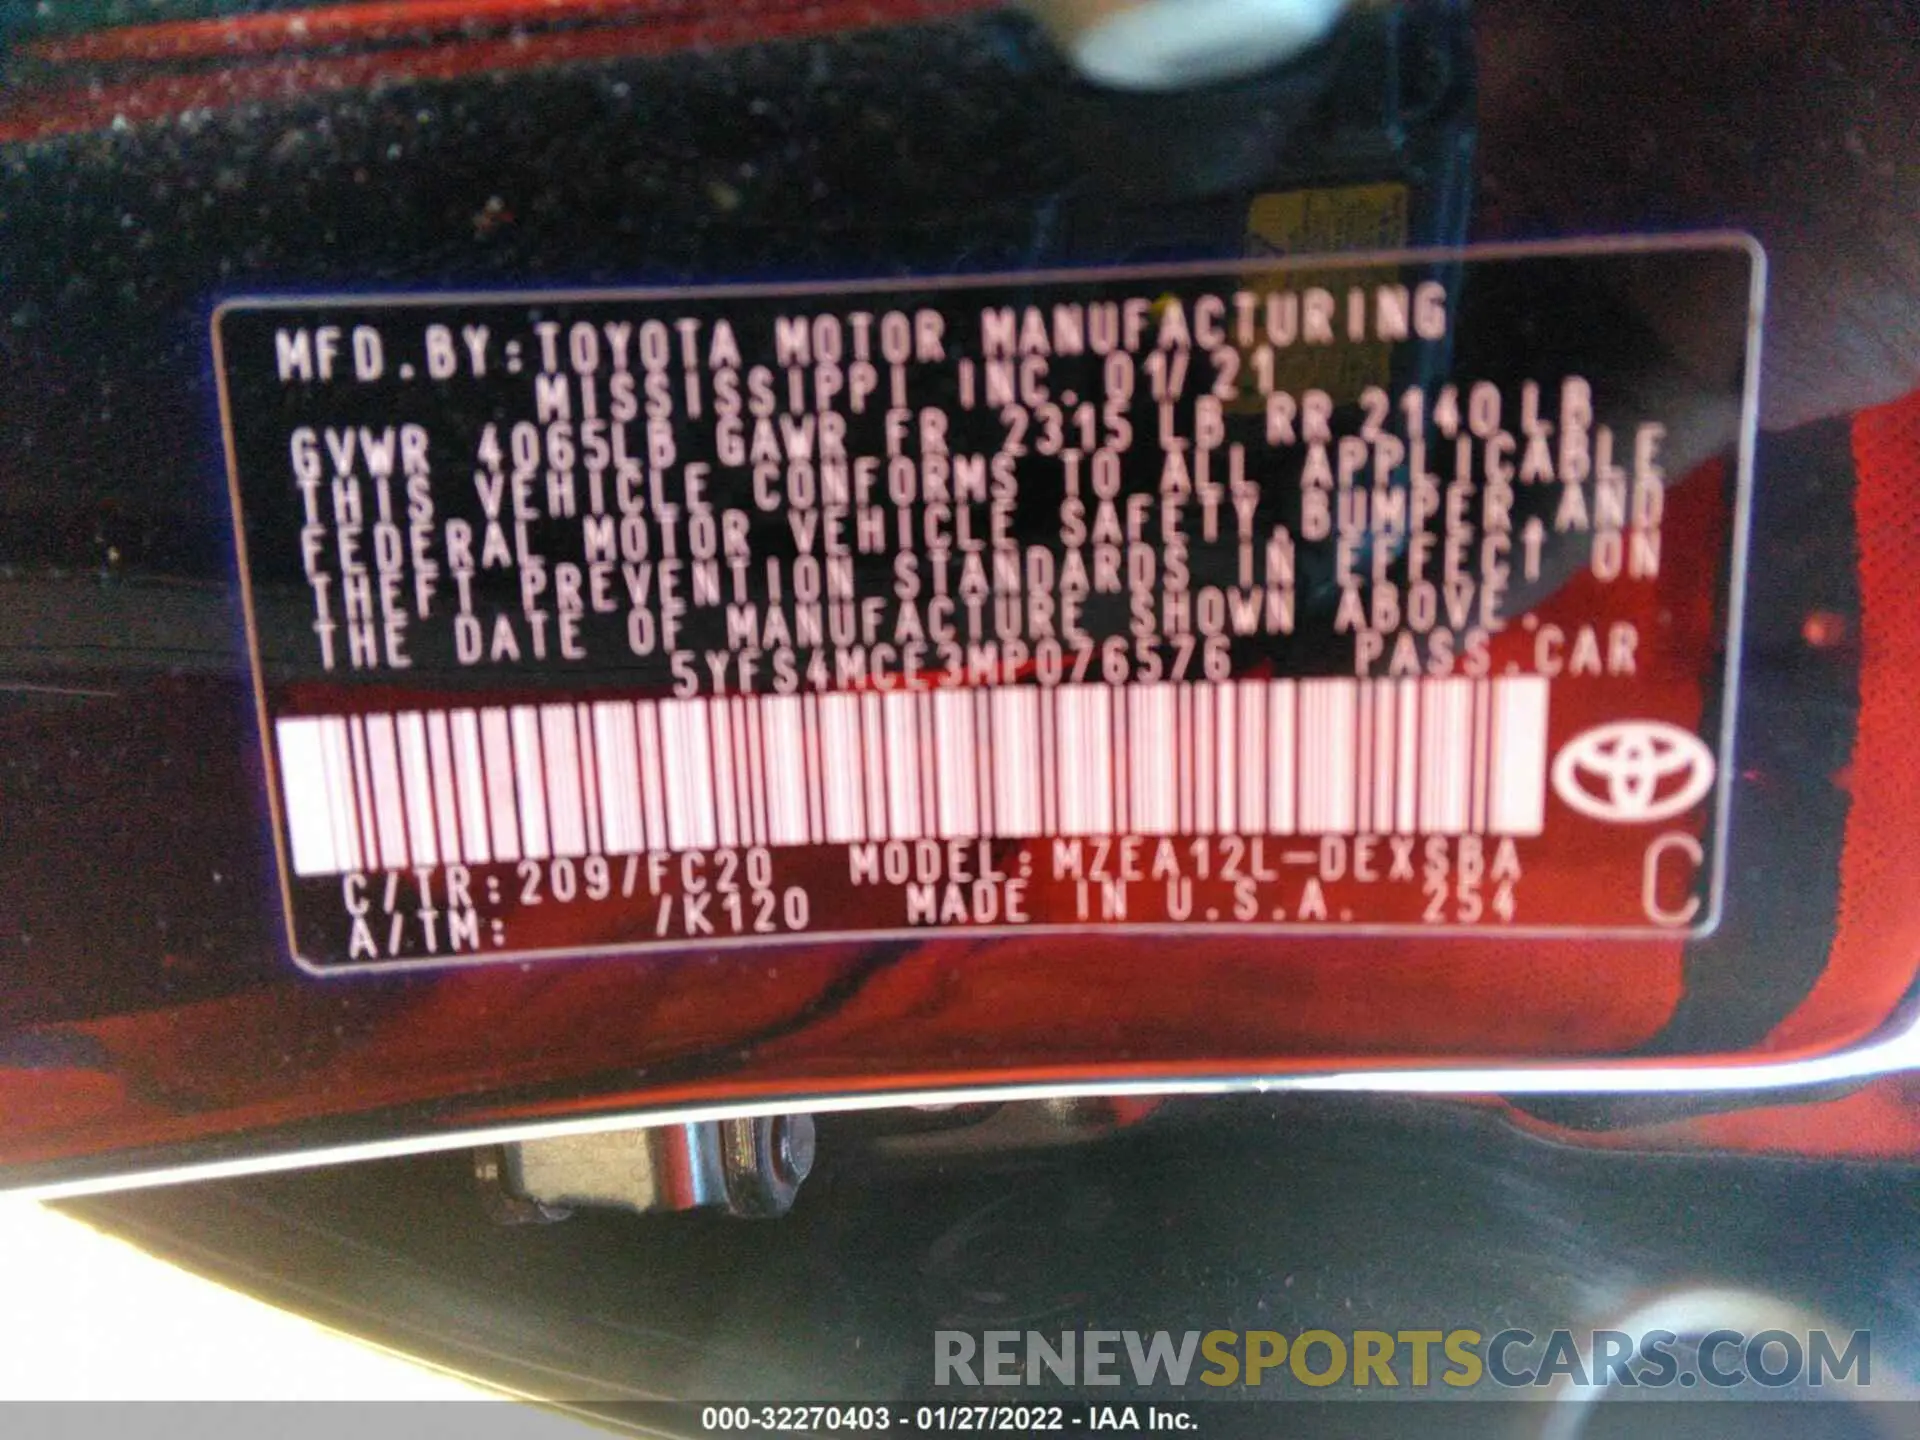 MFD.BY:TOYOTA MOTOR MANUFACTURING
MISSISSIPPI INC. 01/21
GVWR 4065LB GAWR FR 2315 LB RR 2140 LB
THIS VEHICLE CONFORMS TO ALL APPLICABLE
FEDERAL MOTOR VEHICLE SAFETY,BUMPER,AND
THEFT PREVENTION STANDARDS IN EFFECT ON
THE DATE OF MANUFACTURE SHOWN ABOVE.
5YFS4MCE3MP076576 PASS.CAR
C/TR:209/FC20 MODEL:MZEA12L-DEXSBA
A/TM: /K120 MADE IN U.S.A. 254 C
RENEWSPORTSCARS.COM
000-32270403 - 01/27/2022 - IAA Inc.